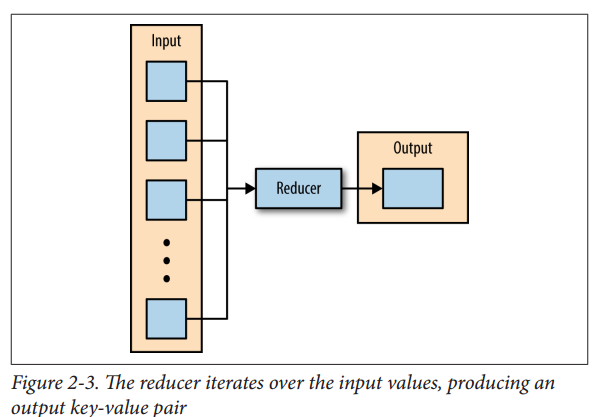 Input
Output
Reducer
Figure 2-3. The reducer iterates over the input values, producing an
output key-value pair